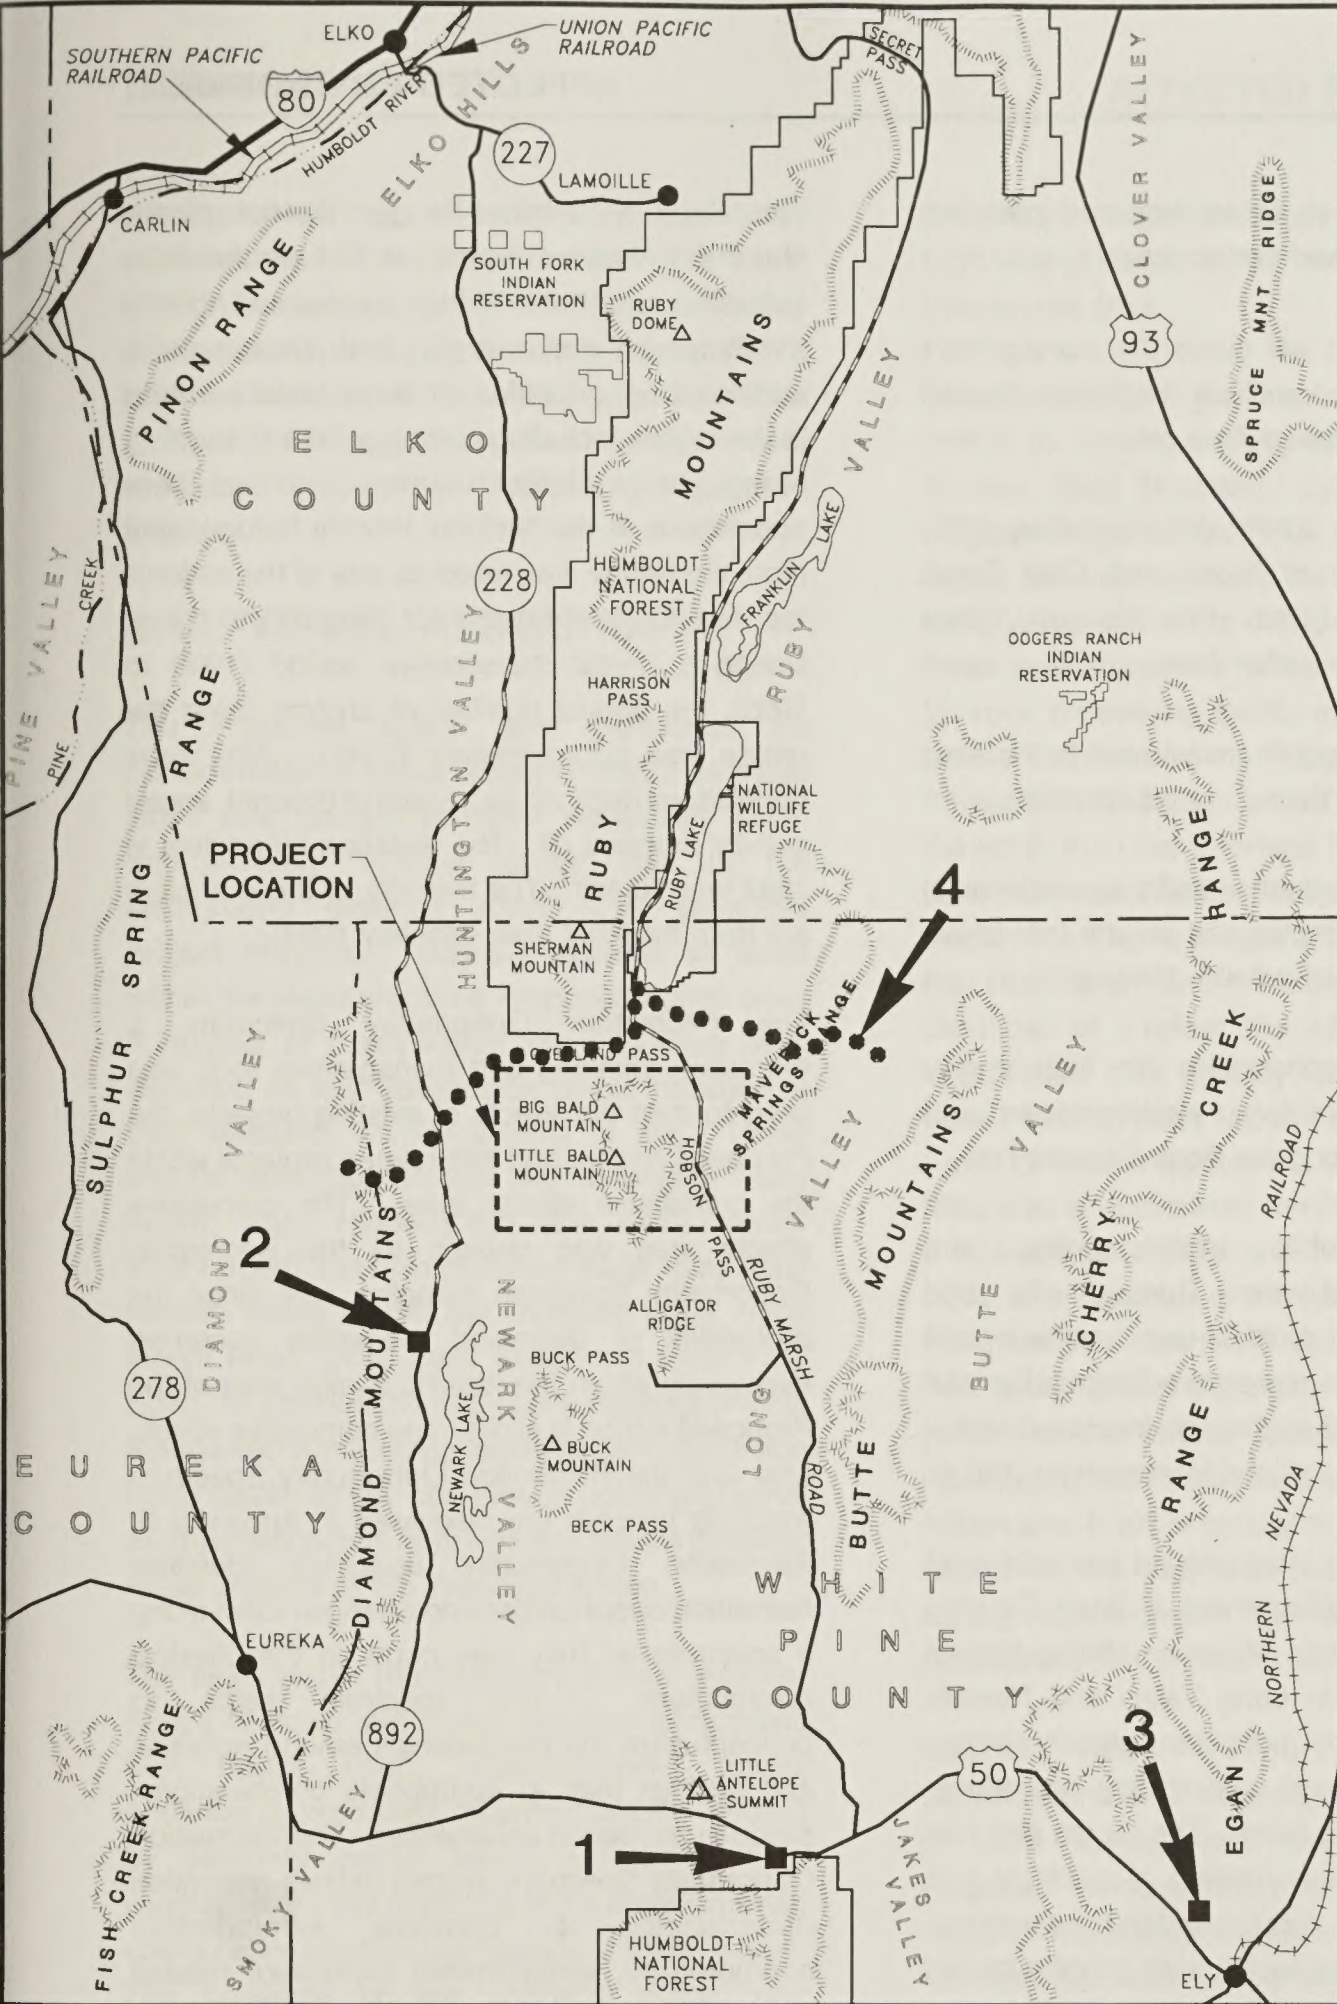 ELKO
UNION PACIFIC
RAILROAD
SOUTHERN PACIFIC
RAILROAD
80
HUMBOLDT RIVER
ELKO HILLS
SECRET
PASS
CLOVER VALLEY
227
LAMOILLE
CARLIN
SPRUCE MNT RIDGE
SOUTH FORK
INDIAN
RESERVATION
RUBY
DOME
93
PINON RANGE
MOUNTAINS
VALLEY
ELKO
COUNTY
FRANKLIN LAKE
228
HUMBOLDT
NATIONAL
FOREST
RUBY
PINE VALLEY
PINE CREEK
OOGERS RANCH
INDIAN
RESERVATION
HARRISON
PASS
RANGE
HUNTINGTON VALLEY
NATIONAL
WILDLIFE
REFUGE
RUBY LAKE
RUBY
RANGE
PROJECT
LOCATION
4
SHERMAN
MOUNTAIN
SULPHUR SPRING
MAVERICK
SPRINGS RANGE
OVERLAND PASS
CREEK
VALLEY
BIG BALD
MOUNTAIN
LITTLE BALD
MOUNTAIN
HOBSON
PASS
VALLEY
MOUNTAINS
VALLEY
RAILROAD
CHERRY
2
DIAMOND
RUBY MARSH
ROAD
ALLIGATOR
RIDGE
NEWARK VALLEY
BUTTE
BUCK PASS
278
NEWARK LAKE
LONG
BUCK
MOUNTAIN
BUTTE
RANGE
EUREKA
COUNTY
DIAMOND MOUTAINS
BECK PASS
NEVADA
WHITE
PINE
COUNTY
EUREKA
NORTHERN
892
3
FISH CREEK RANGE
LITTLE
ANTELOPE
SUMMIT
50
EGAN
SMOKY VALLEY
1
JAKES
VALLEY
HUMBOLDT
NATIONAL
FOREST
ELY